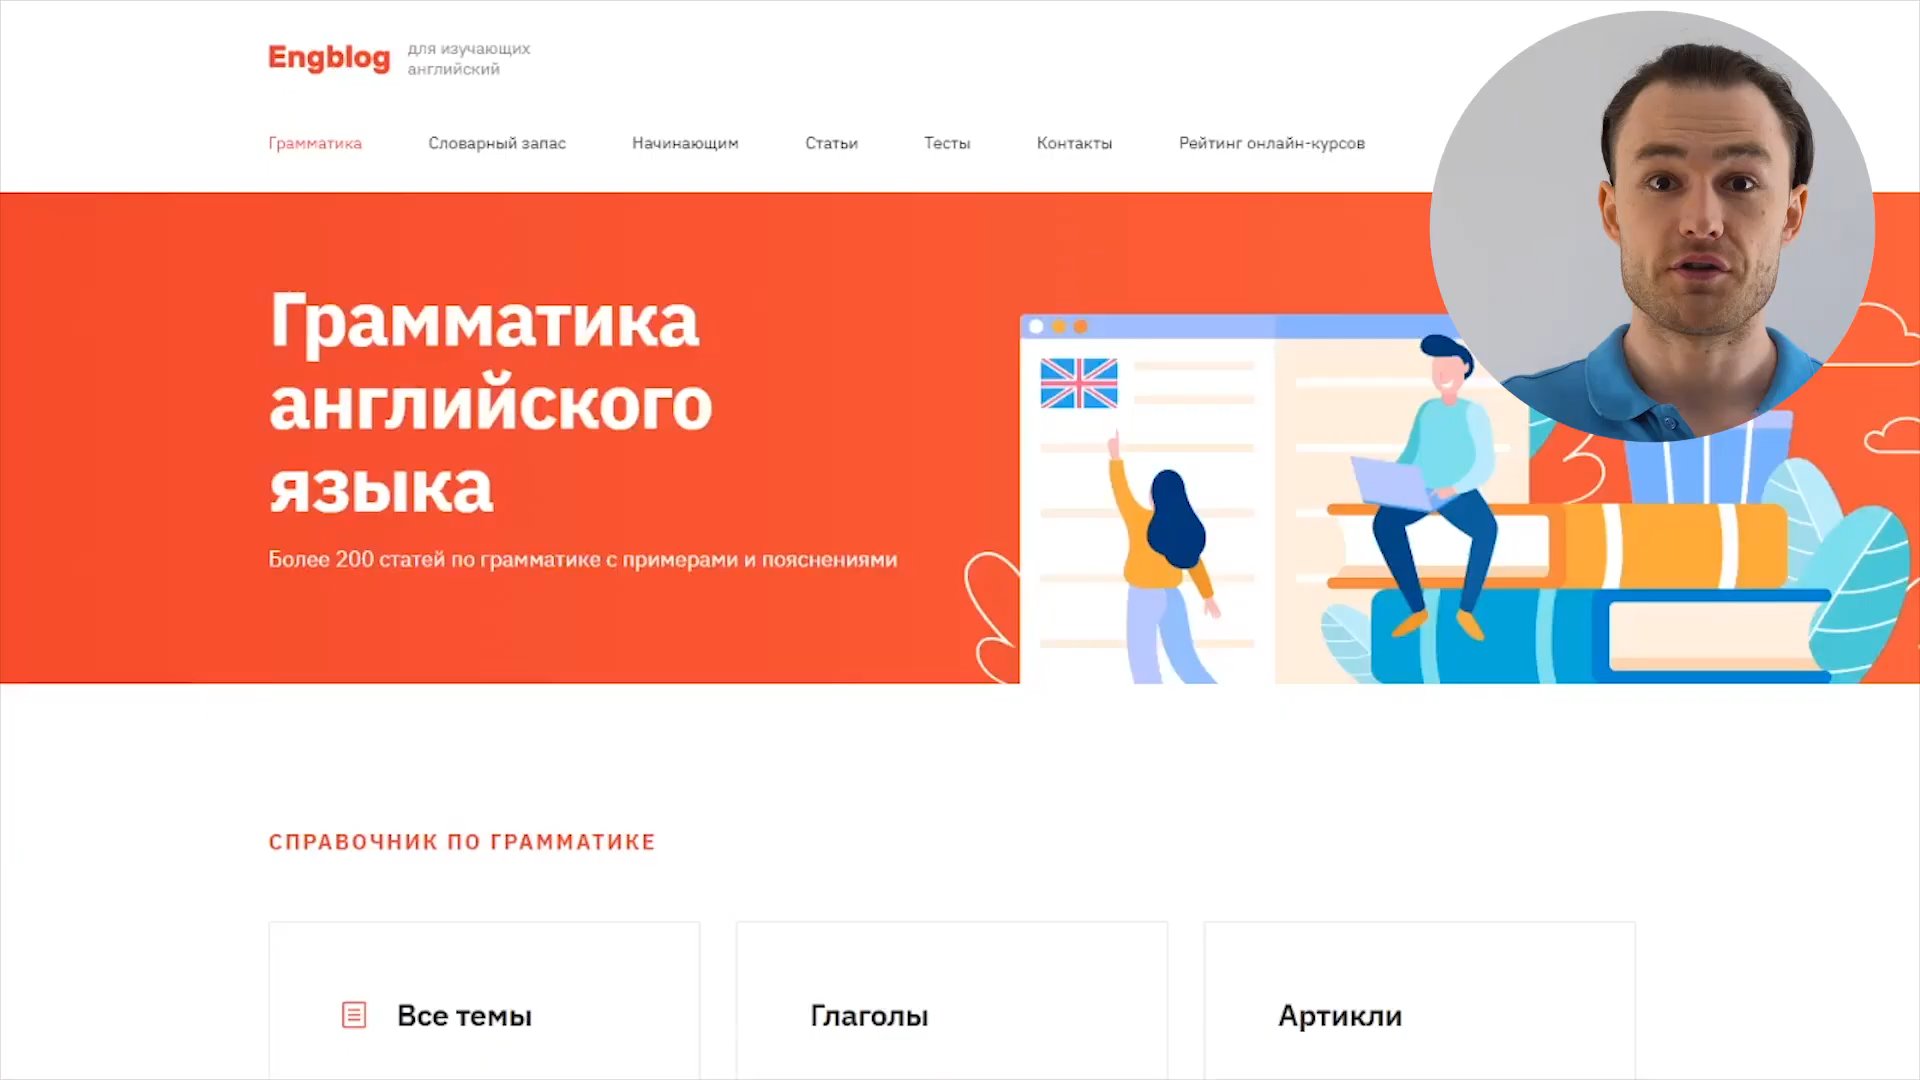 Engblog
для изучающих
английский
Грамматика Словарный запас Начинающим Статьи Тесты Контакты Рейтинг онлайн-курсов
Грамматика
английского
языка
Более 200 статей по грамматике с примерами и пояснениями
СПРАВОЧНИК ПО ГРАММАТИКЕ
Все темы Глаголы Артикли